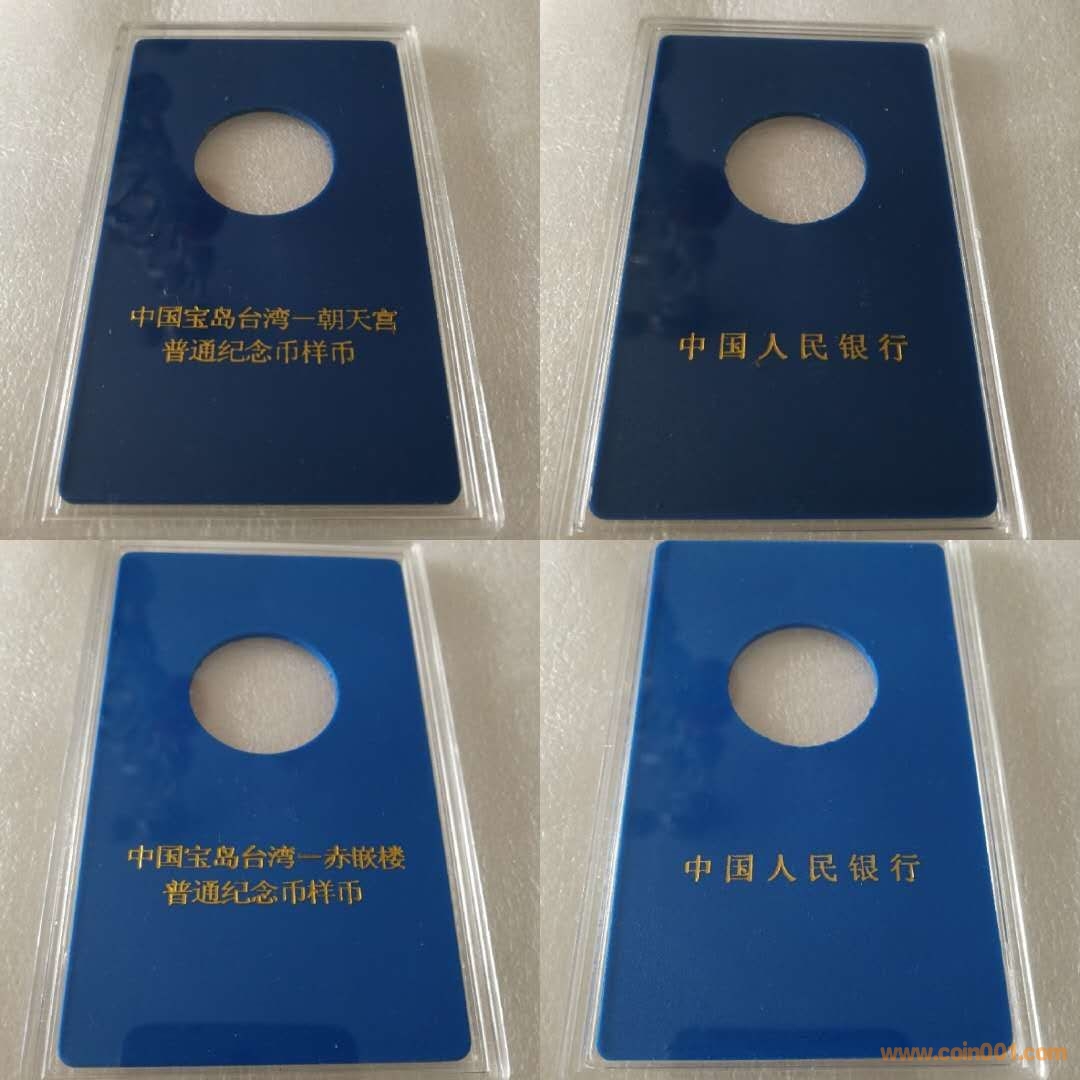 中国宝岛台湾一朝天宫
普通纪念币样币
中国人民银行
中国宝岛台湾一赤嵌楼
普通纪念币样币
中国人民银行
www.coin001.com